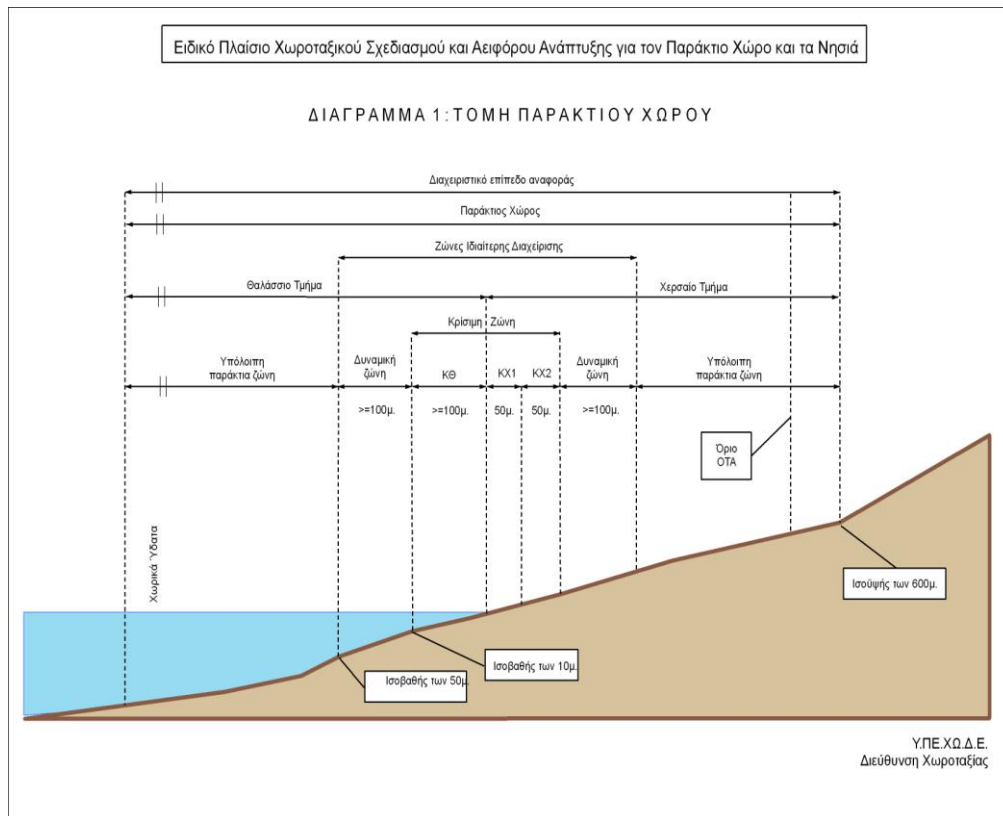 Ειδικό Πλαίσιο Χωροταξικού Σχεδιασμού και Αειφόρου Ανάπτυξης για τον Παράκτιο Χώρο και τα Νησιά
ΔΙΑΓΡΑΜΜΑ 1: ΤΟΜΗ ΠΑΡΑΚΤΙΟΥ ΧΩΡΟΥ
Διαχειριστικό επίπεδο αναφοράς
Παράκτιος Χώρος
Ζώνες Ιδιαίτερης Διαχείρισης
Θαλάσσιο Τμήμα
Χερσαίο Τμήμα
Κρίσιμη Ζώνη
Υπόλοιπη
παράκτια ζώνη
Δυναμική
ζώνη
ΚΘ
ΚΧ1
ΚΧ2
Δυναμική
ζώνη
Υπόλοιπη
παράκτια ζώνη
>=100μ.
>=100μ.
50μ.
50μ.
>=100μ.
Όριο
ΟΤΑ
Χωρικά Ύδατα
Ισοϋψής των 600μ.
Ισοβαθής των 10μ.
Ισοβαθής των 50μ.
Υ.ΠΕ.ΧΩ.Δ.Ε.
Διεύθυνση Χωροταξίας